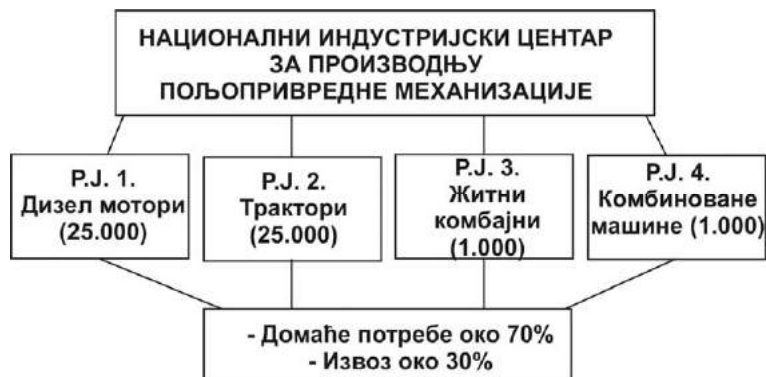 НАЦИОНАЛНИ ИНДУСТРИЈСКИ ЦЕНТАР
ЗА ПРОИЗВОДЊУ
ПОЉОПРИВРЕДНЕ МЕХАНИЗАЦИЈЕ
P.J. 1.
Дизел мотори
(25.000)
P.J. 2.
Трактори
(25.000)
P.J. 3.
Житни
комбајни
(1.000)
P.J. 4.
Комбиноване
машине (1.000)
- Домаће потребе око 70%
- Извоз око 30%